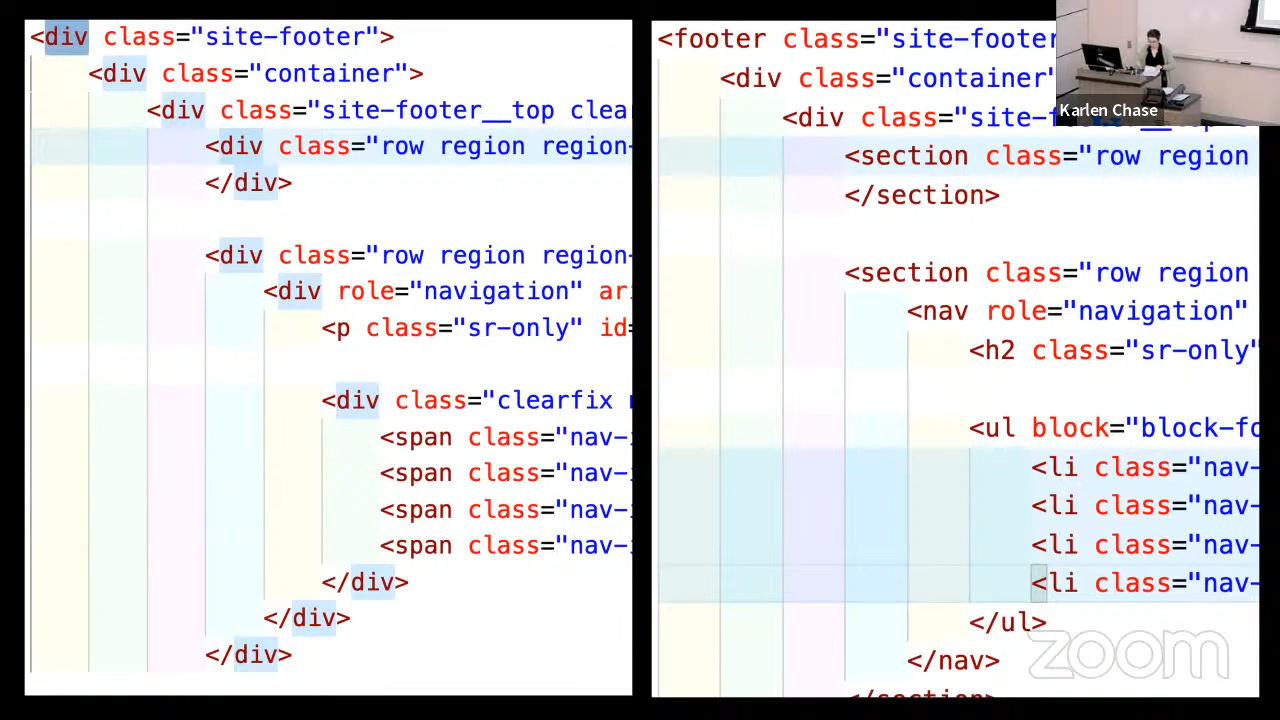 <div class="site-footer">
<div class="container">
<div class="site-footer__top clear
<div class="row region region-
</div>
<div class="row region region-
<div role="navigation" ari
<p class="sr-only" id=
<div class="clearfix
<span class="nav-i
<span class="nav-i
<span class="nav-i
<span class="nav-i
</div>
</div>
</div>
<footer class="site-footer
<div class="container"
<div class="site-f
<section class="row region
</section>
<section class="row region
<nav role="navigation"
<h2 class="sr-only"
<ul block="block-fo
<li class="nav-
<li class="nav-
<li class="nav-
<li class="nav-
</ul>
</nav>
</section>
Karlen Chase
zoom